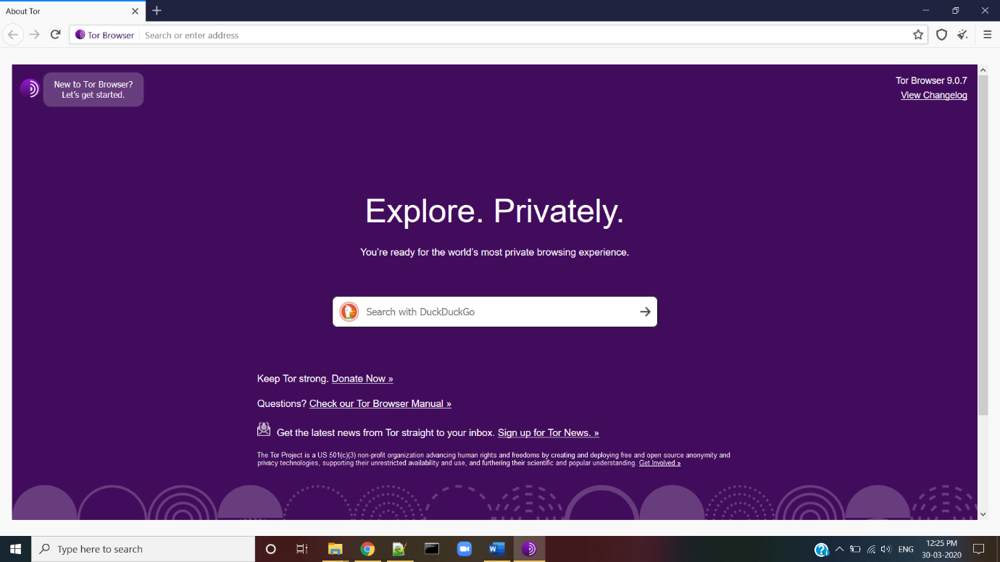 About Tor
Tor Browser
Search or enter address
New to Tor Browser?
Let's get started.
Tor Browser 9.0.7
View Changelog
Explore. Privately.
You're ready for the world's most private browsing experience.
Search with DuckDuckGo
Keep Tor strong. Donate Now »
Questions? Check our Tor Browser Manual »
Get the latest news from Tor straight to your inbox. Sign up for Tor News. »
The Tor Project is a US 501(c)(3) non-profit organization advancing human rights and freedoms by creating and deploying free and open source anonymity and
privacy technologies, supporting their unrestricted availability and use, and furthering their scientific and popular understanding. Get Involved »
Type here to search
ENG
12:25 PM
30-03-2020